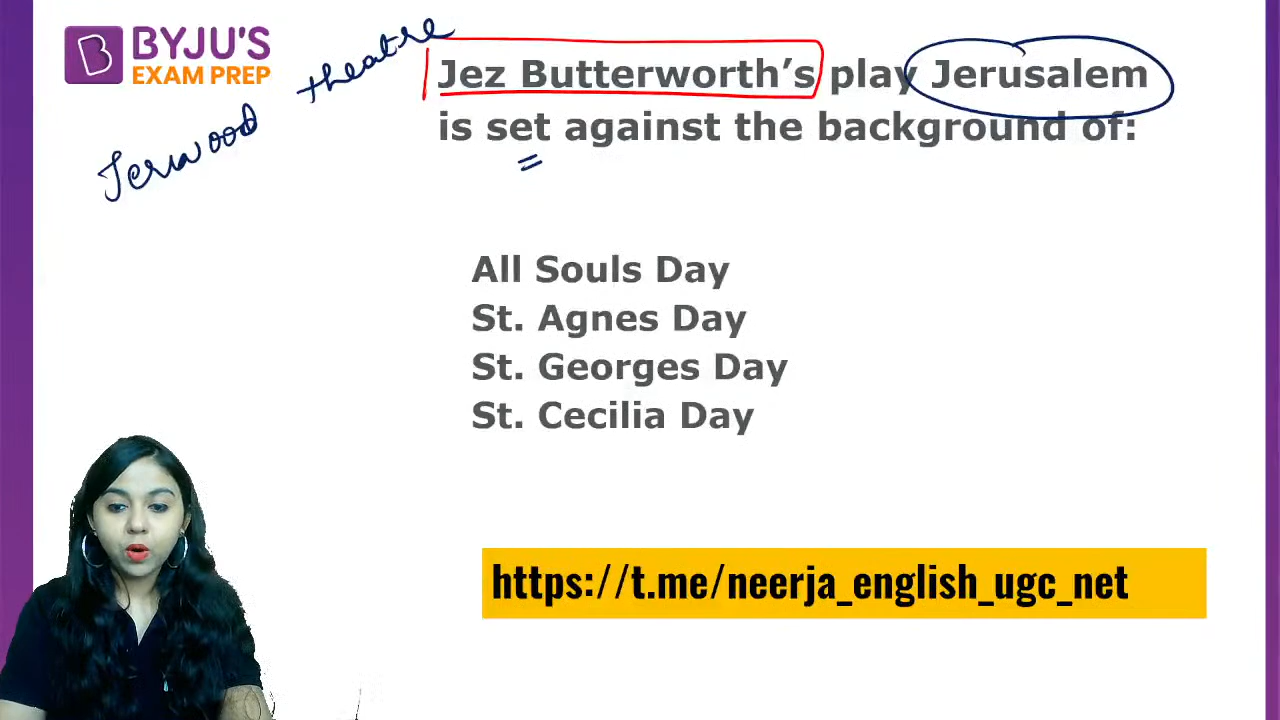 BYJU'S
EXAM PREP
Jerwood theatre
Jez Butterworth's play Jerusalem
is set against the background of:
All Souls Day
St. Agnes Day
St. Georges Day
St. Cecilia Day
https://t.me/neerja_english_ugc_net